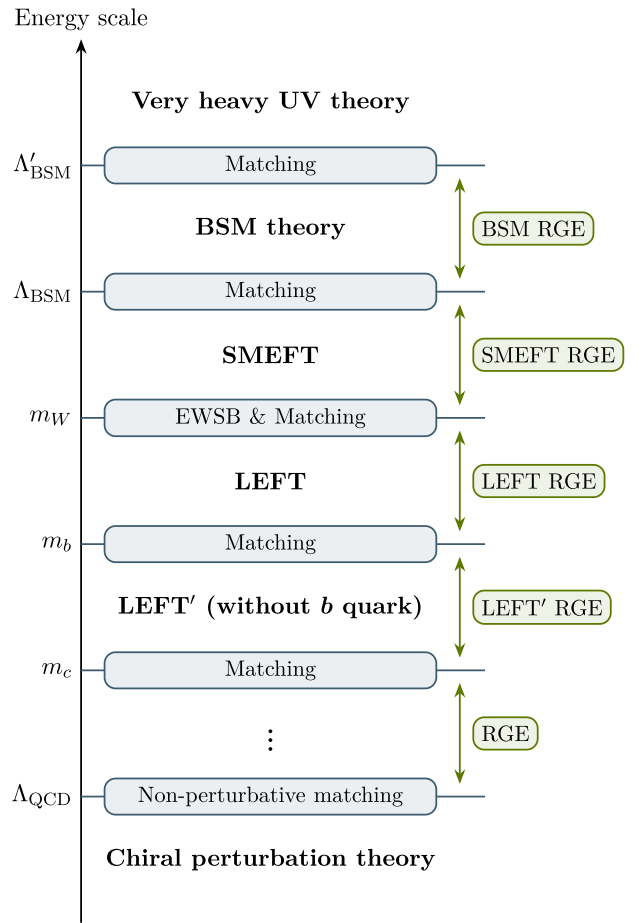 Energy scale
Very heavy UV theory
Λ′BSM
Matching
BSM theory
BSM RGE
ΛBSM
Matching
SMEFT
SMEFT RGE
mW
EWSB & Matching
LEFT
LEFT RGE
mb
Matching
LEFT′ (without b quark)
LEFT′ RGE
mc
Matching
⋮
RGE
ΛQCD
Non-perturbative matching
Chiral perturbation theory